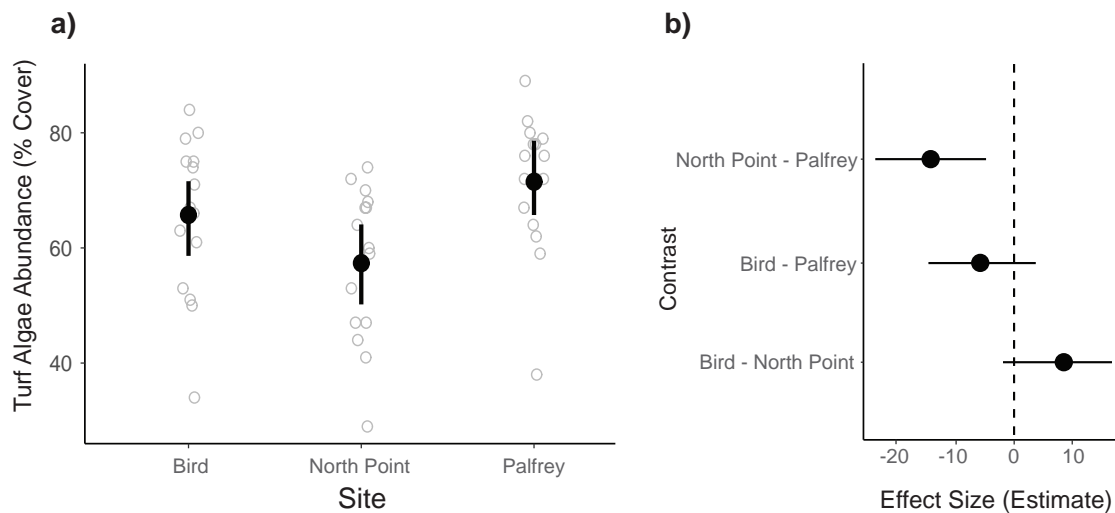 a)
Turf Algae Abundance (% Cover)
80
60
40
Bird
North Point
Palfrey
Site
b)
Contrast
North Point - Palfrey
Bird - Palfrey
Bird - North Point
-20
-10
0
10
Effect Size (Estimate)